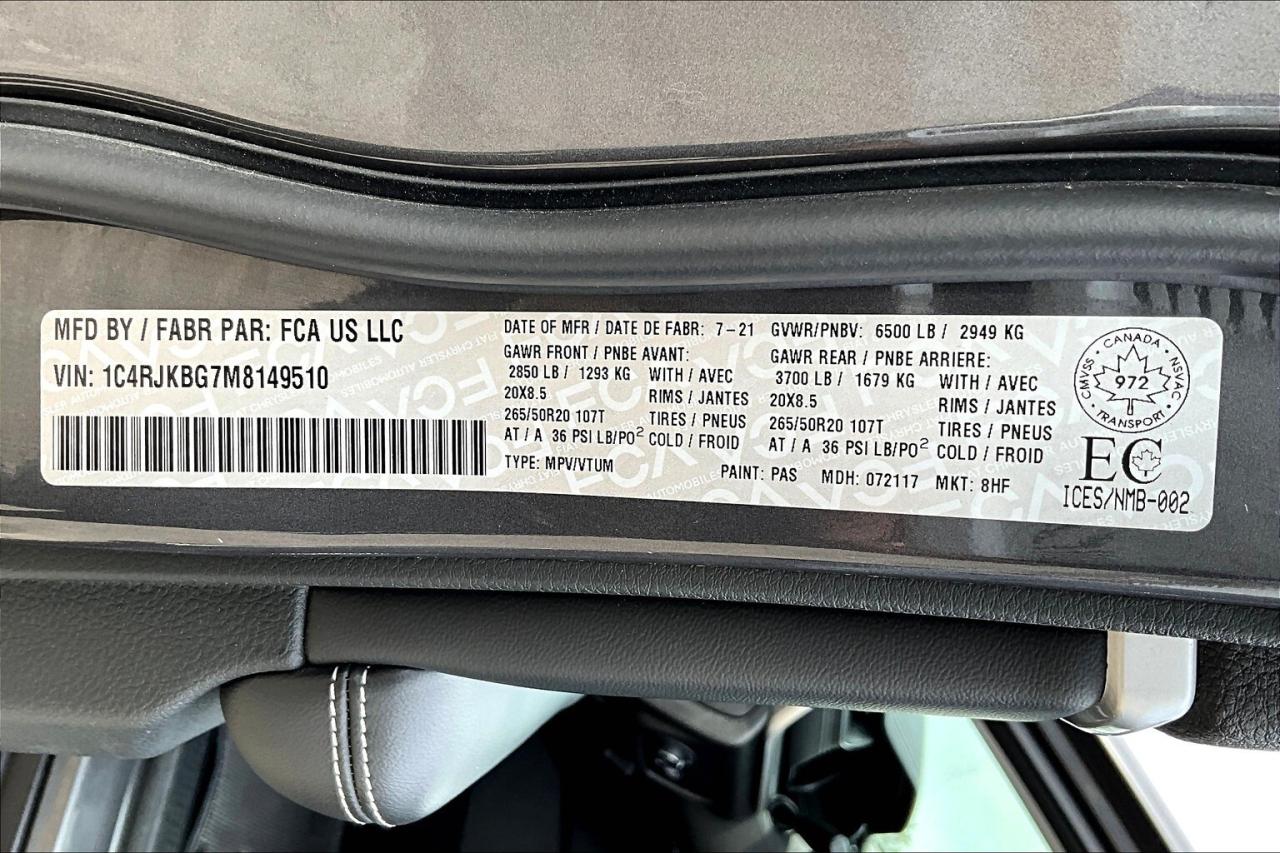 MFD BY / FABR PAR: FCA US LLC
VIN: 1C4RJKBG7M8149510
DATE OF MFR / DATE DE FABR: 7-21
GAWR FRONT / PNBE AVANT:
2850 LB / 1293 KG WITH / AVEC
20X8.5 RIMS / JANTES
265/50R20 107T TIRES / PNEUS
AT / A 36 PSI LB/PO² COLD / FROID
TYPE: MPV/VTUM
GVWR/PNBV: 6500 LB / 2949 KG
GAWR REAR / PNBE ARRIERE:
3700 LB / 1679 KG WITH / AVEC
20X8.5 RIMS / JANTES
265/50R20 107T TIRES / PNEUS
AT / A 36 PSI LB/PO² COLD / FROID
PAINT: PAS MDH: 072117 MKT: 8HF
CANADA
CMVSS
972
NSVAC
TRANSPORT
EC
ICES/NMB-002